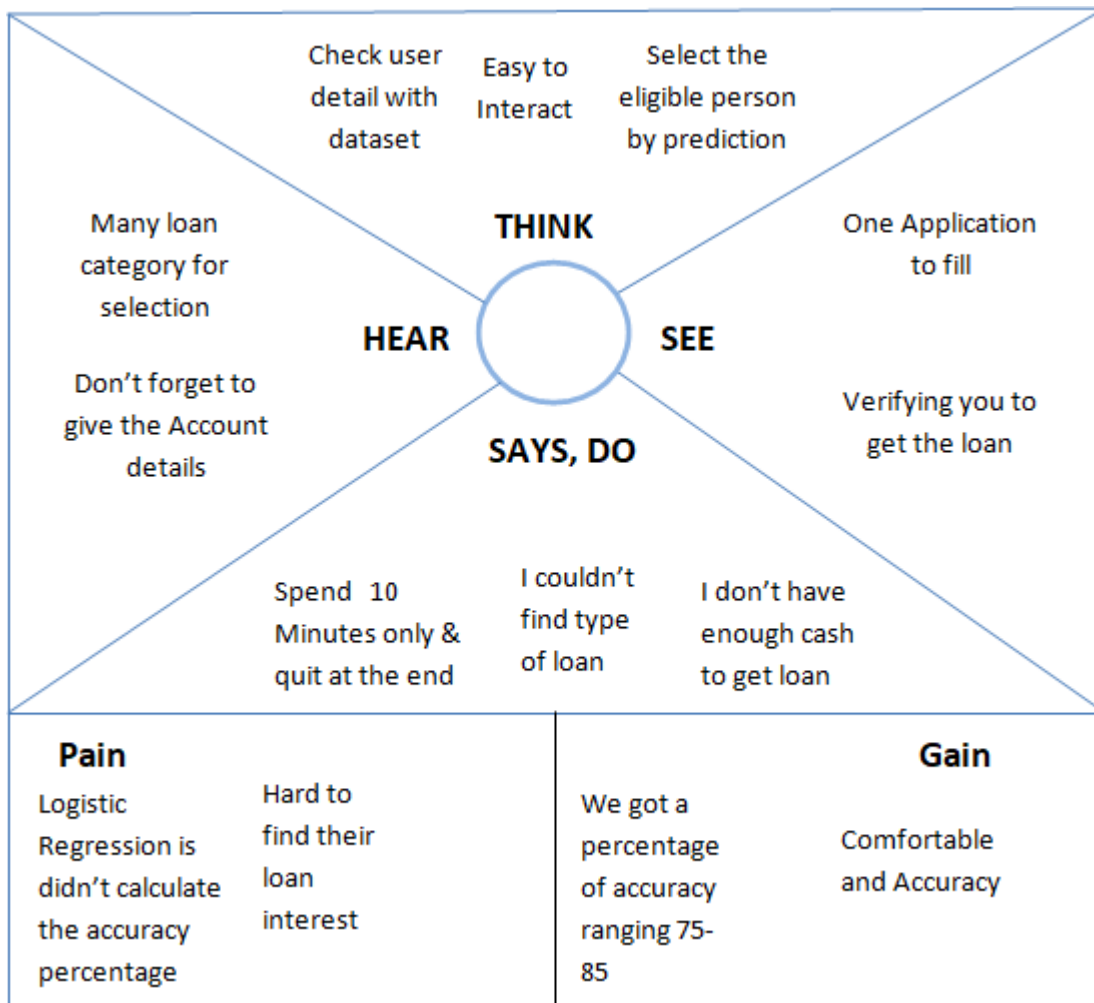 Check user
detail with
dataset
Easy to
Interact
Select the
eligible person
by prediction
THINK
Many loan
category for
selection
Don’t forget to
give the Account
details
HEAR
SEE
One Application
to fill
Verifying you to
get the loan
SAYS, DO
Spend 10
Minutes only &
quit at the end
I couldn’t
find type
of loan
I don’t have
enough cash
to get loan
Pain
Logistic
Regression is
didn’t calculate
the accuracy
percentage
Hard to
find their
loan
interest
Gain
We got a
percentage
of accuracy
ranging 75-
85
Comfortable
and Accuracy